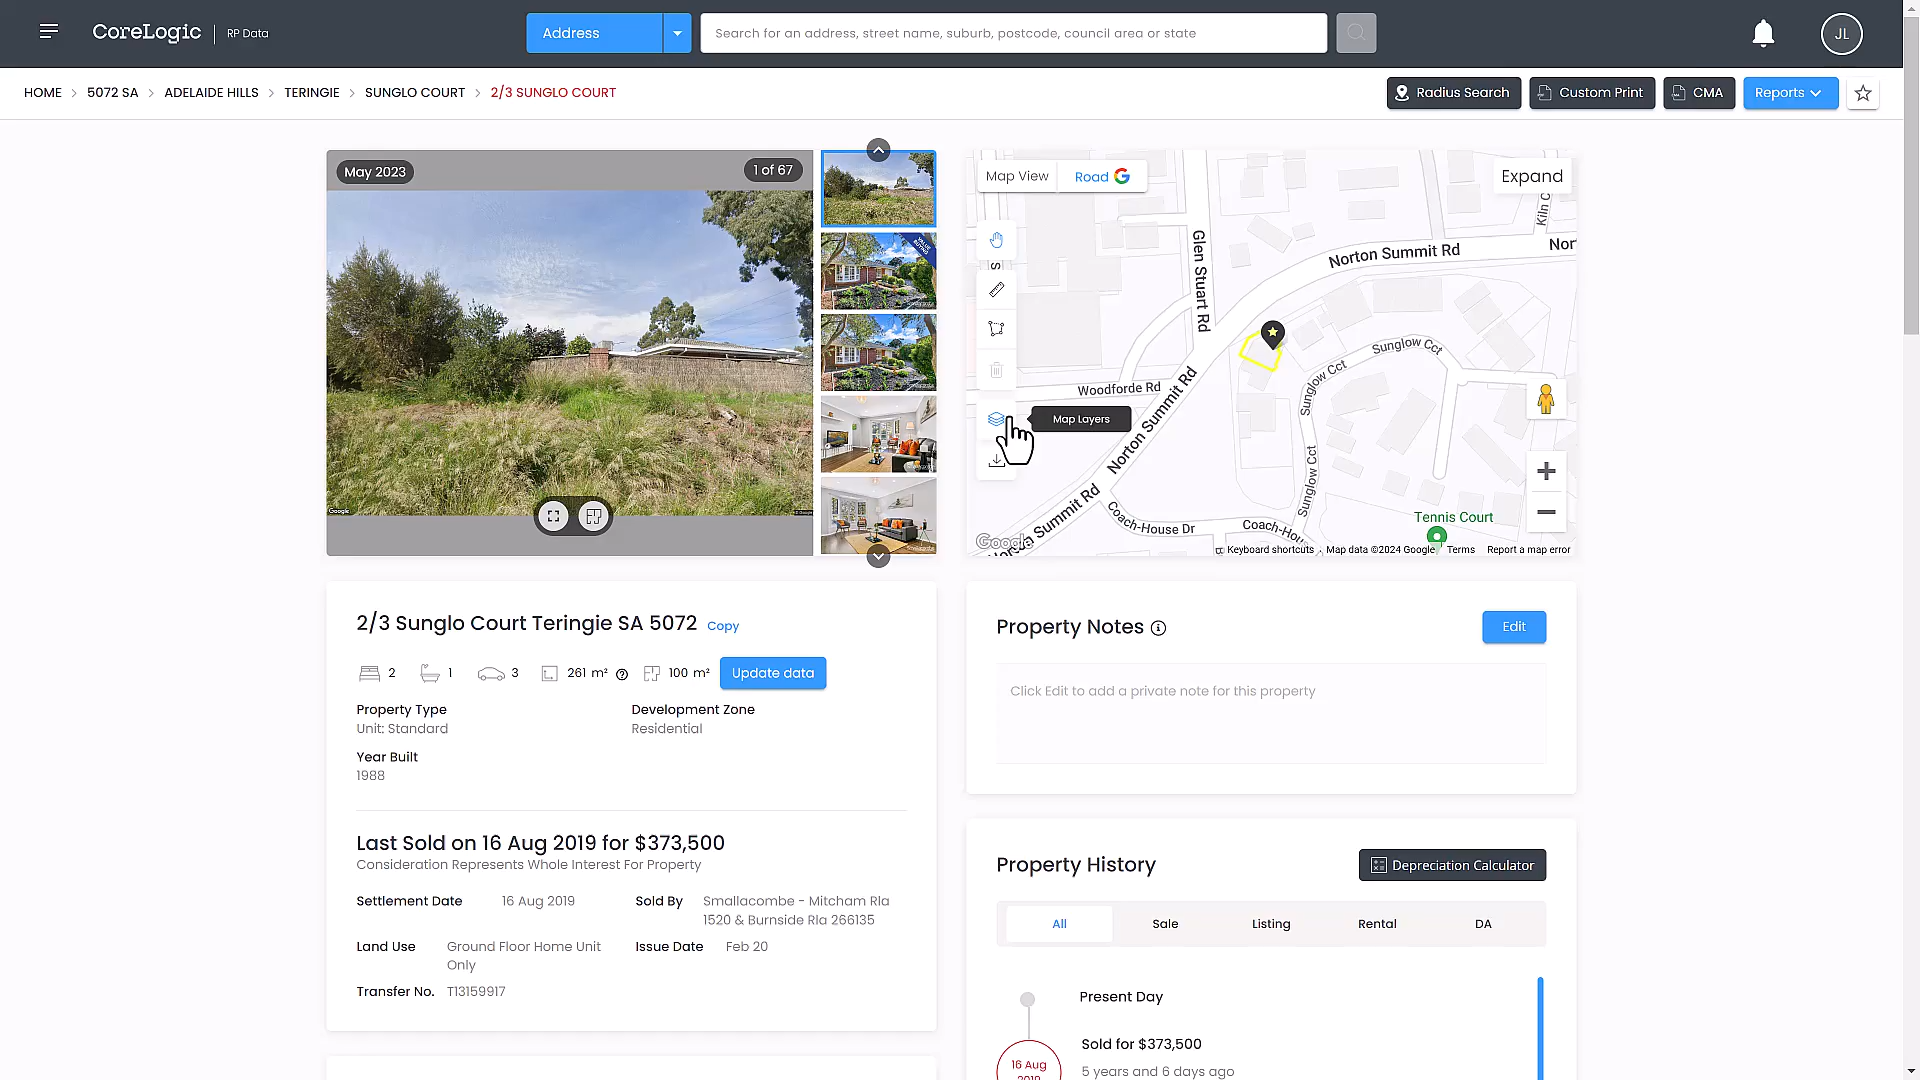 CoreLogic
RP Data
Address
Search for an address, street name, suburb, postcode, council area or state
JL
HOME
5072 SA
ADELAIDE HILLS
TERINGIE
SUNGLO COURT
2/3 SUNGLO COURT
Radius Search
Custom Print
CMA
Reports
May 2023
1 of 67
Google
Map View
Road
Expand
Kiln C
Nor
Norton Summit Rd
Glen Stuart Rd
S
Sunglow Cct
Sunglow Cct
Woodforde Rd
Norton Summit Rd
Map Layers
Sunglow Cct
Summit Rd
Coach-House Dr
Coach-Hou
Tennis Court
Google
Keyboard shortcuts
Map data ©2024 Google
Terms
Report a map error
2/3 Sunglo Court Teringie SA 5072
Copy
2
1
3
261 m²
100 m²
Update data
Property Type
Unit: Standard
Development Zone
Residential
Year Built
1988
Last Sold on 16 Aug 2019 for $373,500
Consideration Represents Whole Interest For Property
Settlement Date
16 Aug 2019
Sold By
Smallacombe - Mitcham Rla
1520 & Burnside Rla 266135
Land Use
Ground Floor Home Unit
Only
Issue Date
Feb 20
Transfer No.
T13159917
Property Notes
Edit
Click Edit to add a private note for this property
Property History
Depreciation Calculator
All
Sale
Listing
Rental
DA
Present Day
16 Aug
2019
Sold for $373,500
5 years and 6 days ago